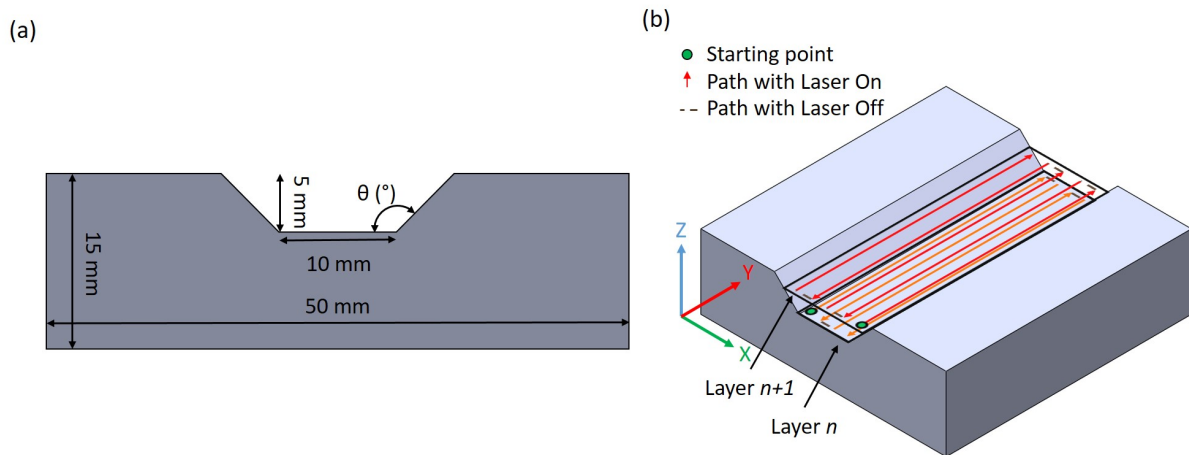 (a)
5 mm
θ (°)
15 mm
10 mm
50 mm
(b)
Starting point
Path with Laser On
Path with Laser Off
Z
Y
X
Layer n+1
Layer n